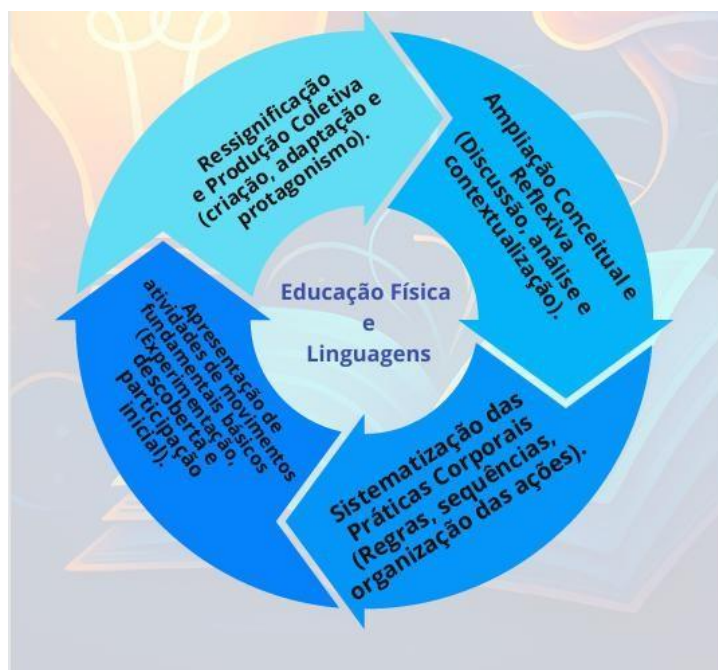 Ressignificação
e Produção Coletiva
(criação, adaptação e
protagonismo).
Ampliação Conceitual e
Reflexiva
(Discussão, análise e
contextualização).
Educação Física
e
Linguagens
Apresentação de
atividades de movimentos
fundamentais básicos
(Experimentação,
descoberta e
participação
inicial).
Sistematização das
Práticas Corporais
(Regras, sequências,
organização das ações).